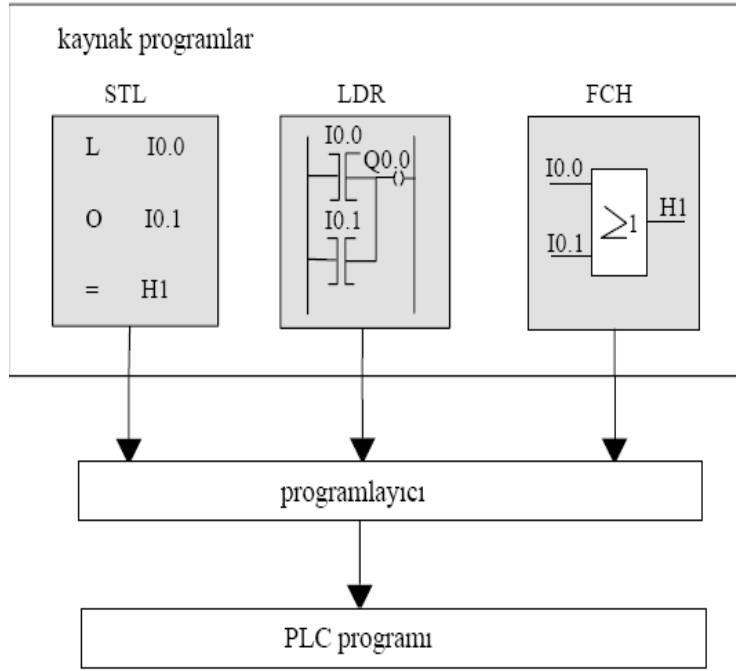 kaynak programlar
STL
LDR
FCH
L I0.0
O I0.1
= H1
I0.0
Q0.0
I0.1
I0.0
I0.1
≥1
H1
programlayıcı
PLC programı